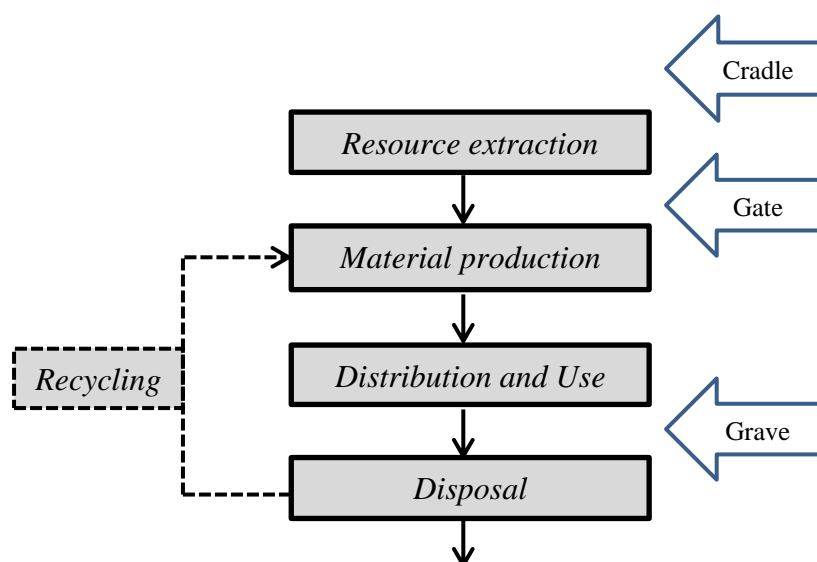 Cradle
Resource extraction
Gate
Material production
Recycling
Distribution and Use
Grave
Disposal